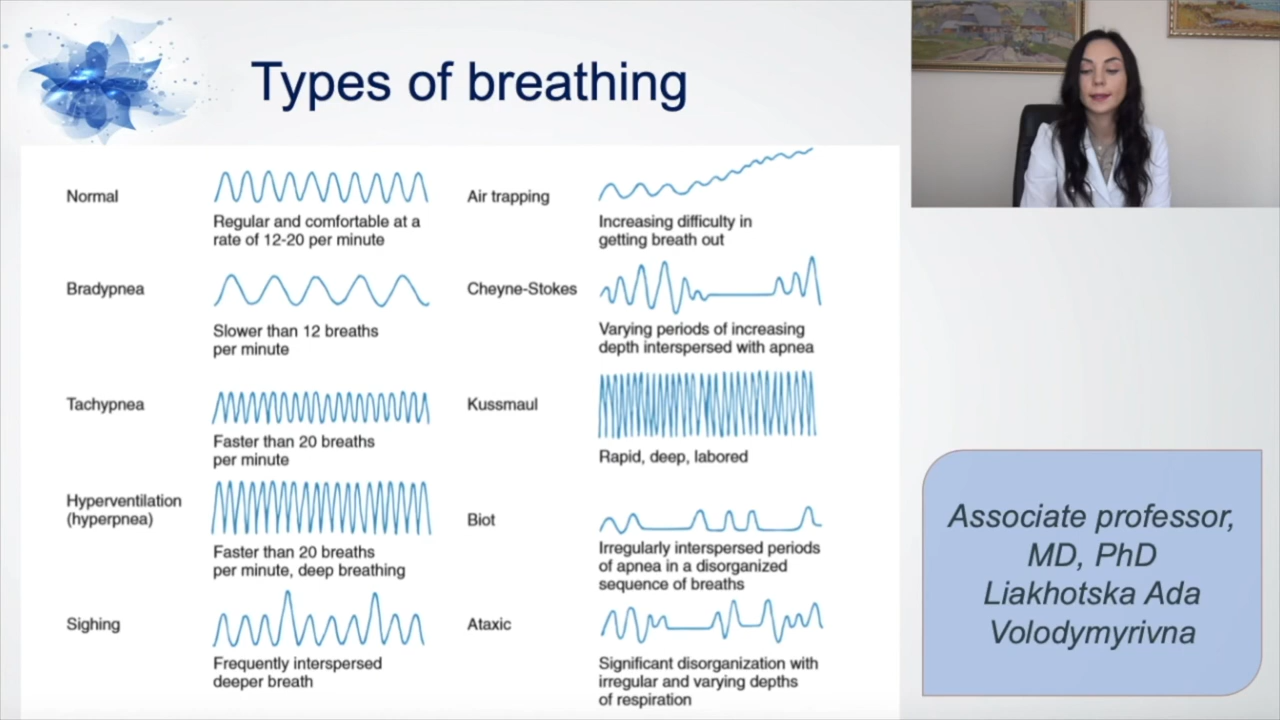 Types of breathing
Normal
Regular and comfortable at a
rate of 12-20 per minute
Bradypnea
Slower than 12 breaths
per minute
Tachypnea
Faster than 20 breaths
per minute
Hyperventilation
(hyperpnea)
Faster than 20 breaths
per minute, deep breathing
Sighing
Frequently interspersed
deeper breath
Air trapping
Increasing difficulty in
getting breath out
Cheyne-Stokes
Varying periods of increasing
depth interspersed with apnea
Kussmaul
Rapid, deep, labored
Biot
Irregularly interspersed periods
of apnea in a disorganized
sequence of breaths
Ataxic
Significant disorganization with
irregular and varying depths
of respiration
Associate professor,
MD, PhD
Liakhotska Ada
Volodymyrivna